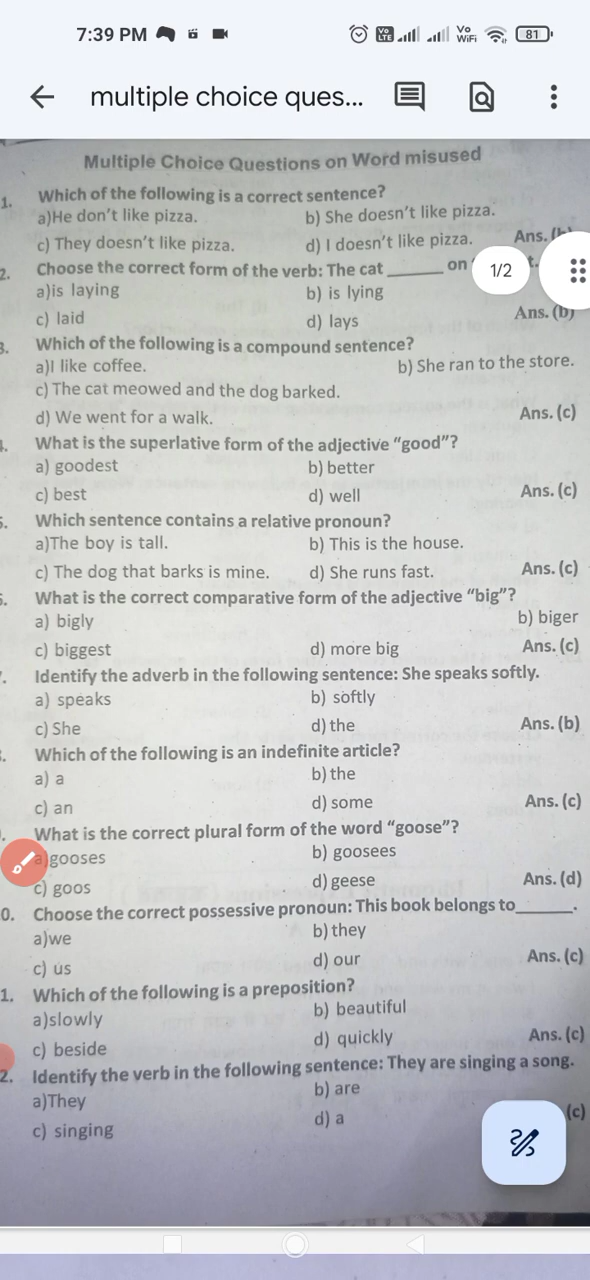 7:39 PM
Vo LTE
Vo WiFi
81
multiple choice ques...
Multiple Choice Questions on Word misused
1. Which of the following is a correct sentence?
a)He don't like pizza. b) She doesn't like pizza.
c) They doesn't like pizza. d) I doesn't like pizza. Ans.
2. Choose the correct form of the verb: The cat ______ on
1/2
a)is laying b) is lying
c) laid d) lays Ans. (b)
3. Which of the following is a compound sentence?
a)I like coffee. b) She ran to the store.
c) The cat meowed and the dog barked.
d) We went for a walk. Ans. (c)
. What is the superlative form of the adjective "good"?
a) goodest b) better
c) best d) well Ans. (c)
5. Which sentence contains a relative pronoun?
a)The boy is tall. b) This is the house.
c) The dog that barks is mine. d) She runs fast. Ans. (c)
. What is the correct comparative form of the adjective "big"?
a) bigly b) biger
c) biggest d) more big Ans. (c)
. Identify the adverb in the following sentence: She speaks softly.
a) speaks b) softly
c) She d) the Ans. (b)
. Which of the following is an indefinite article?
a) a b) the
c) an d) some Ans. (c)
. What is the correct plural form of the word "goose"?
a)gooses b) goosees
c) goos d) geese Ans. (d)
0. Choose the correct possessive pronoun: This book belongs to______.
a)we b) they
c) us d) our Ans. (c)
1. Which of the following is a preposition?
a)slowly b) beautiful
c) beside d) quickly Ans. (c)
2. Identify the verb in the following sentence: They are singing a song.
a)They b) are
c) singing d) a (c)